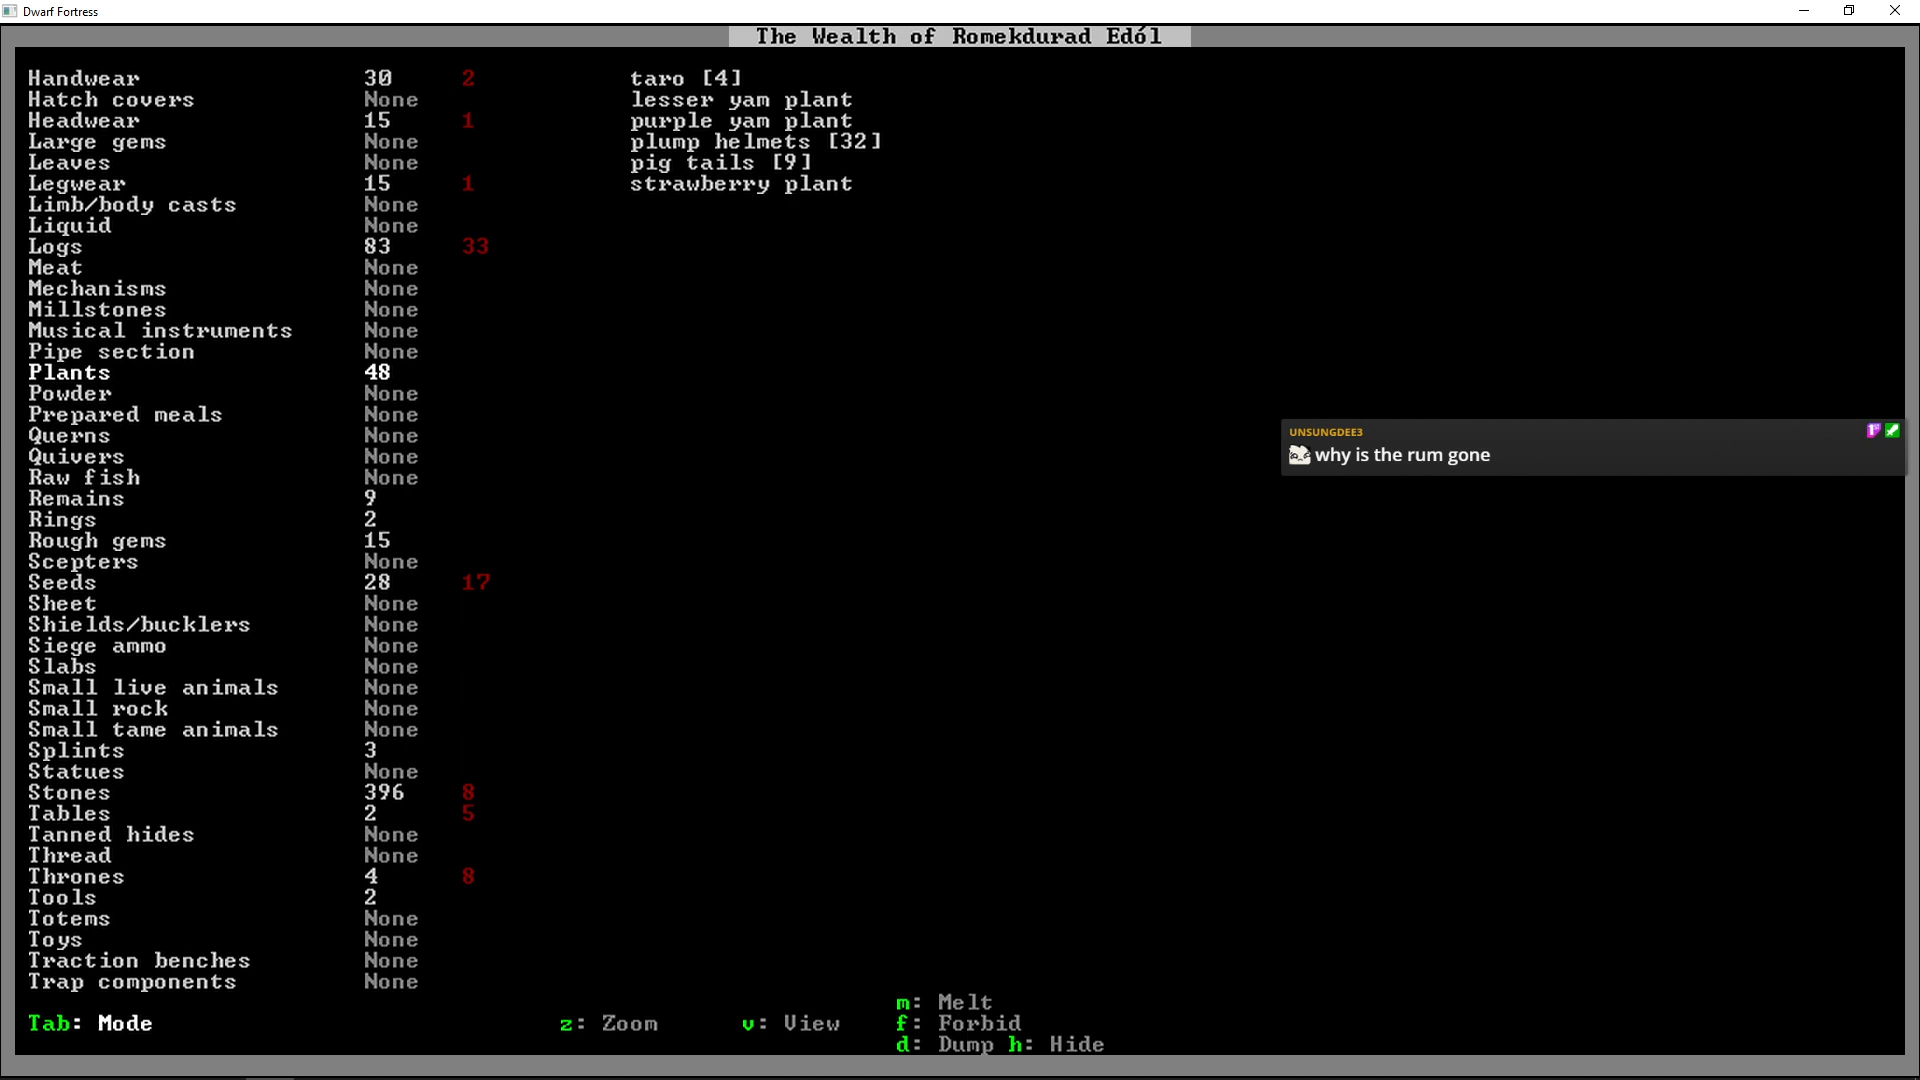 Dwarf Fortress
The Wealth of Romekdurad Edól
Handwear 30 2 taro [4]
Hatch covers None lesser yam plant
Headwear 15 1 purple yam plant
Large gems None plump helmets [32]
Leaves None pig tails [9]
Legwear 15 1 strawberry plant
Limb/body casts None
Liquid None
Logs 83 33
Meat None
Mechanisms None
Millstones None
Musical instruments None
Pipe section None
Plants 48
Powder None
Prepared meals None
UNSUNGDEE3
Querns None
Quivers None
why is the rum gone
Raw fish None
Remains 9
Rings 2
Rough gems 15
Scepters None
Seeds 28 17
Sheet None
Shields/bucklers None
Siege ammo None
Slabs None
Small live animals None
Small rock None
Small tame animals None
Splints 3
Statues None
Stones 396 8
Tables 2 5
Tanned hides None
Thread None
Thrones 4 8
Tools 2
Totems None
Toys None
Traction benches None
Trap components None
m: Melt
Tab: Mode z: Zoom v: View f: Forbid
d: Dump h: Hide